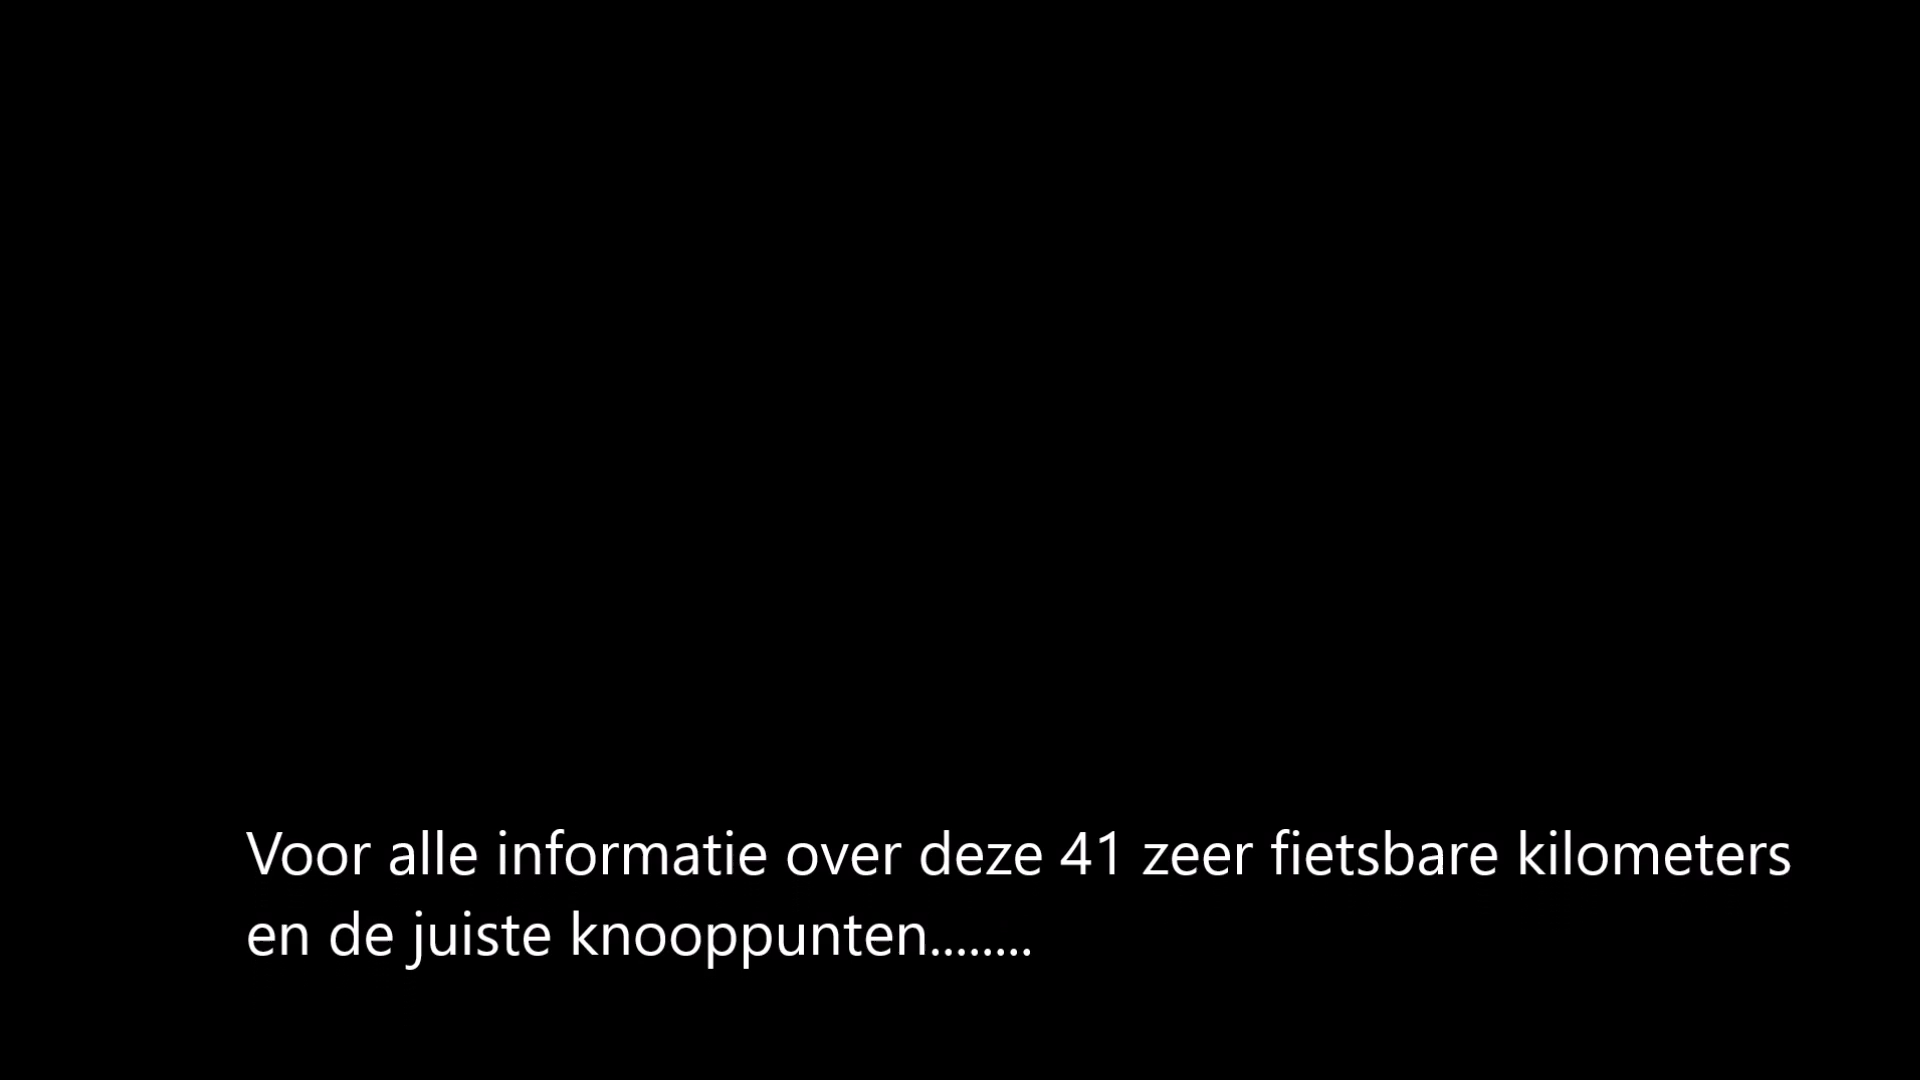 Voor alle informatie over deze 41 zeer fietsbare kilometers
en de juiste knooppunten........